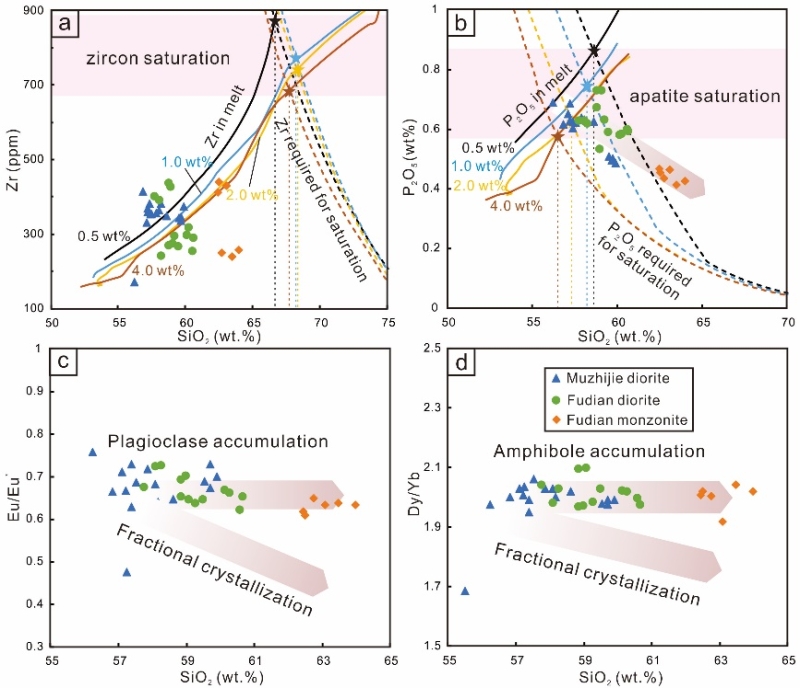 a
900
700
500
300
100
Zr (ppm)
zircon saturation
Zr in melt
Zr required for saturation
1.0 wt%
2.0 wt%
0.5 wt%
4.0 wt%
50
55
60
65
70
75
SiO2 (wt.%)
b
1
0.8
0.6
0.4
0.2
0
P2O5(wt%)
P2O5 in melt
apatite saturation
0.5 wt%
1.0 wt%
2.0 wt%
4.0 wt%
P2O5 required
for saturation
50
55
60
65
70
SiO2 (wt.%)
c
1
0.9
0.8
0.7
0.6
0.5
0.4
0.3
Eu/Eu*
Plagioclase accumulation
Fractional crystallization
55
57
59
61
63
65
SiO2 (wt.%)
d
2.5
2.3
2.1
1.9
1.7
1.5
Dy/Yb
Muzhijie diorite
Fudian diorite
Fudian monzonite
Amphibole accumulation
Fractional crystallization
55
57
59
61
63
65
SiO2 (wt.%)